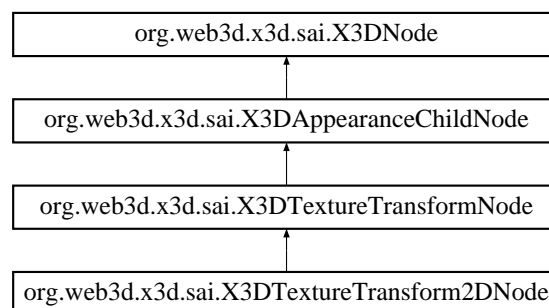 org.web3d.x3d.sai.X3DNode
org.web3d.x3d.sai.X3DAppearanceChildNode
org.web3d.x3d.sai.X3DTextureTransformNode
org.web3d.x3d.sai.X3DTextureTransform2DNode